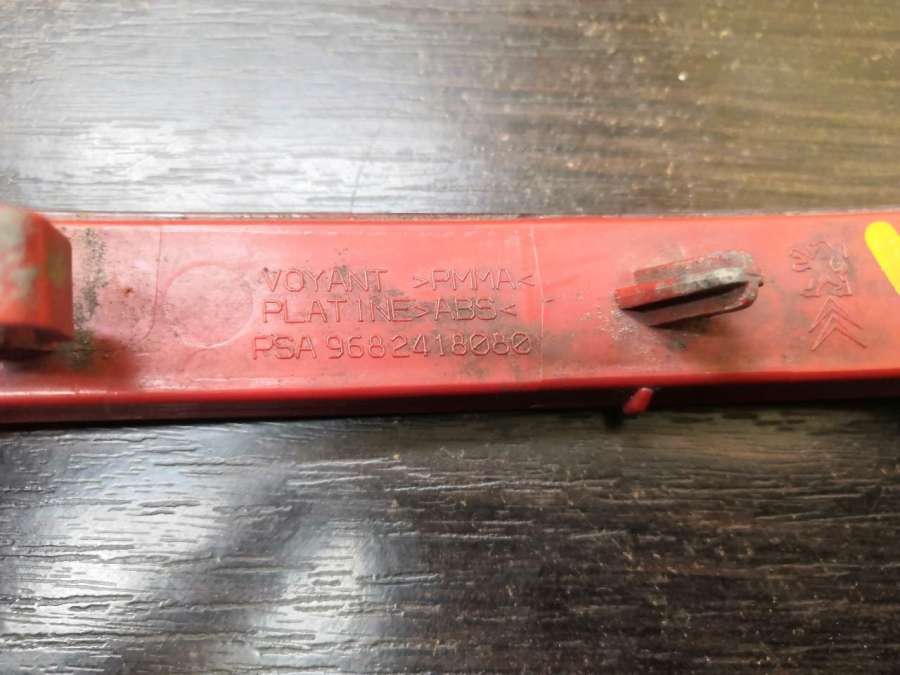 VOYANT >PMMA<
PLATINE>ABS<
PSA 9682418080